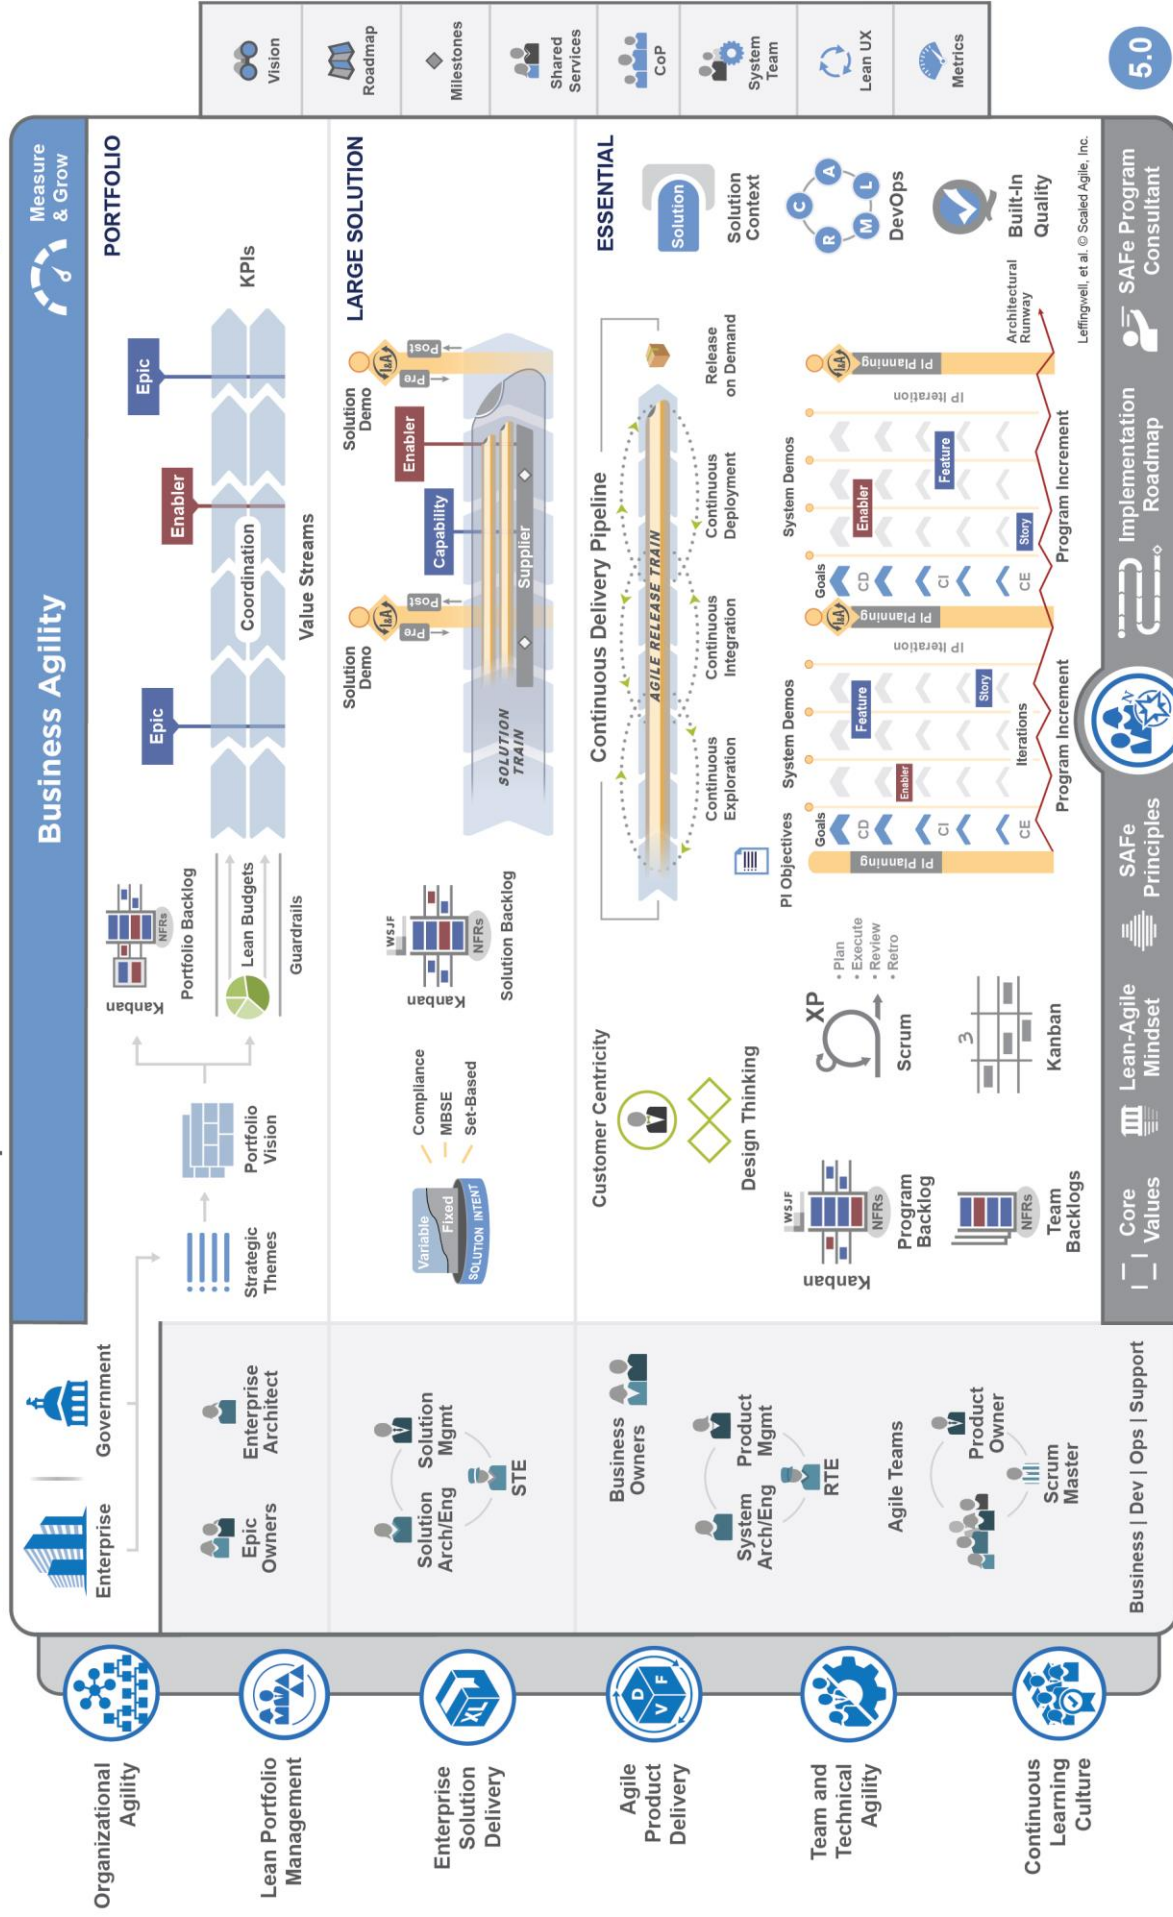 Business Agility
Measure
& Grow
Enterprise
Government
Organizational
Agility
Lean Portfolio
Management
Enterprise
Solution
Delivery
Agile
Product
Delivery
Team and
Technical
Agility
Continuous
Learning
Culture
PORTFOLIO
Epic
Owners
Enterprise
Architect
Strategic
Themes
Portfolio
Vision
Kanban
NFRs
Portfolio Backlog
Lean Budgets
Guardrails
Epic
Enabler
Epic
Coordination
KPIs
Value Streams
LARGE SOLUTION
Solution
Arch/Eng
Solution
Mgmt
STE
Variable
Fixed
SOLUTION INTENT
Compliance
MBSE
Set-Based
WSJF
Kanban
NFRs
Solution Backlog
Solution
Demo
I&A
Pre
Post
Capability
Enabler
Solution
Demo
I&A
Pre
Post
SOLUTION
TRAIN
Supplier
ESSENTIAL
Business
Owners
System
Arch/Eng
Product
Mgmt
RTE
Agile Teams
Product
Owner
Scrum
Master
Business | Dev | Ops | Support
Customer Centricity
Design Thinking
WSJF
Kanban
NFRs
Program
Backlog
NFRs
Team
Backlogs
XP
Scrum
• Plan
• Execute
• Review
• Retro
3
Kanban
Continuous Delivery Pipeline
AGILE RELEASE TRAIN
Continuous
Exploration
Continuous
Integration
Continuous
Deployment
Release
on Demand
PI Objectives
PI Planning
Goals
CD
CI
CE
System Demos
Enabler
Feature
Story
Iterations
IP Iteration
Program Increment
I&A
PI Planning
Goals
CD
CI
CE
System Demos
Enabler
Feature
Story
IP Iteration
Program Increment
I&A
PI Planning
Architectural
Runway
Solution
Solution
Context
C
A
L
M
R
DevOps
Built-In
Quality
Leffingwell, et al. © Scaled Agile, Inc.
Vision
Roadmap
Milestones
Shared
Services
CoP
System
Team
Lean UX
Metrics
Core
Values
Lean-Agile
Mindset
SAFe
Principles
N
Implementation
Roadmap
SAFe Program
Consultant
5.0
XL
D
V
F